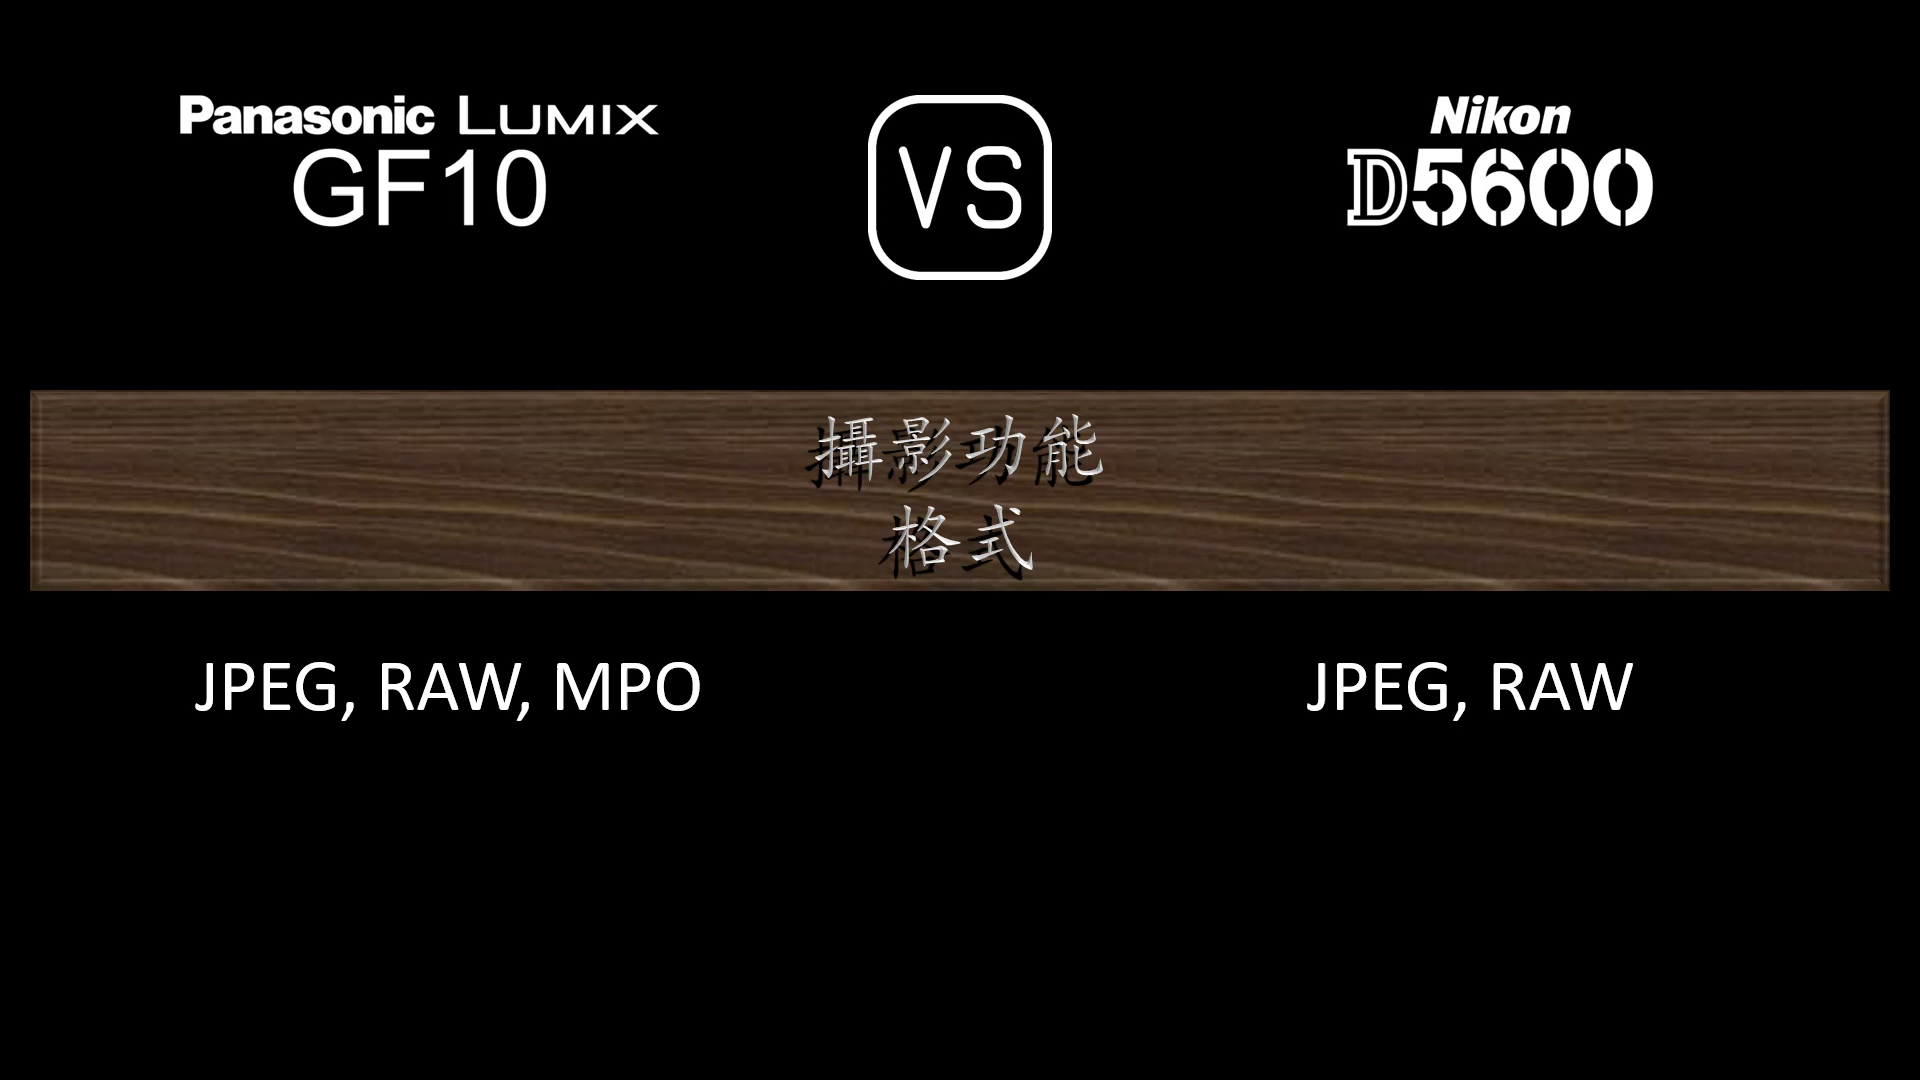 Panasonic LUMIX
GF10
VS
Nikon
D5600
攝影功能
格式
JPEG, RAW, MPO
JPEG, RAW